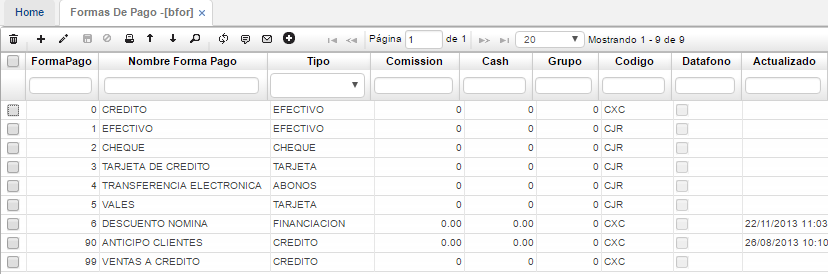 Home Formas De Pago -[bfor] ×
Página 1 de 1 20 Mostrando 1 - 9 de 9
FormaPago Nombre Forma Pago Tipo Comission Cash Grupo Codigo Datafono Actualizado
0 CREDITO EFECTIVO 0 0 0 CXC
1 EFECTIVO EFECTIVO 0 0 0 CJR
2 CHEQUE CHEQUE 0 0 0 CJR
3 TARJETA DE CREDITO TARJETA 0 0 0 CJR
4 TRANSFERENCIA ELECTRONICA ABONOS 0 0 0 CJR
5 VALES TARJETA 0 0 0 CJR
6 DESCUENTO NOMINA FINANCIACION 0.00 0.00 0 CXC 22/11/2013 11:03
90 ANTICIPO CLIENTES CREDITO 0.00 0.00 0 CXC 26/08/2013 10:10
99 VENTAS A CREDITO CREDITO 0 0 0 CXC